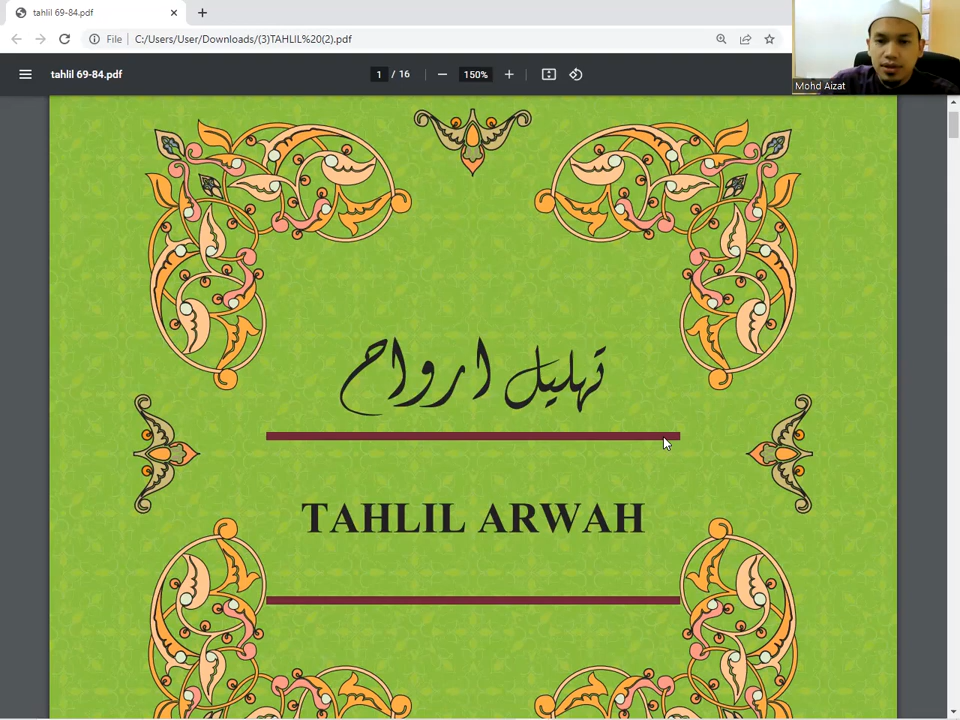 tahlil 69-84.pdf
File C:/Users/User/Downloads/(3)TAHLIL%20(2).pdf
tahlil 69-84.pdf 1 / 16 150%
Mohd Aizat
تهليل ارواح
TAHLIL ARWAH